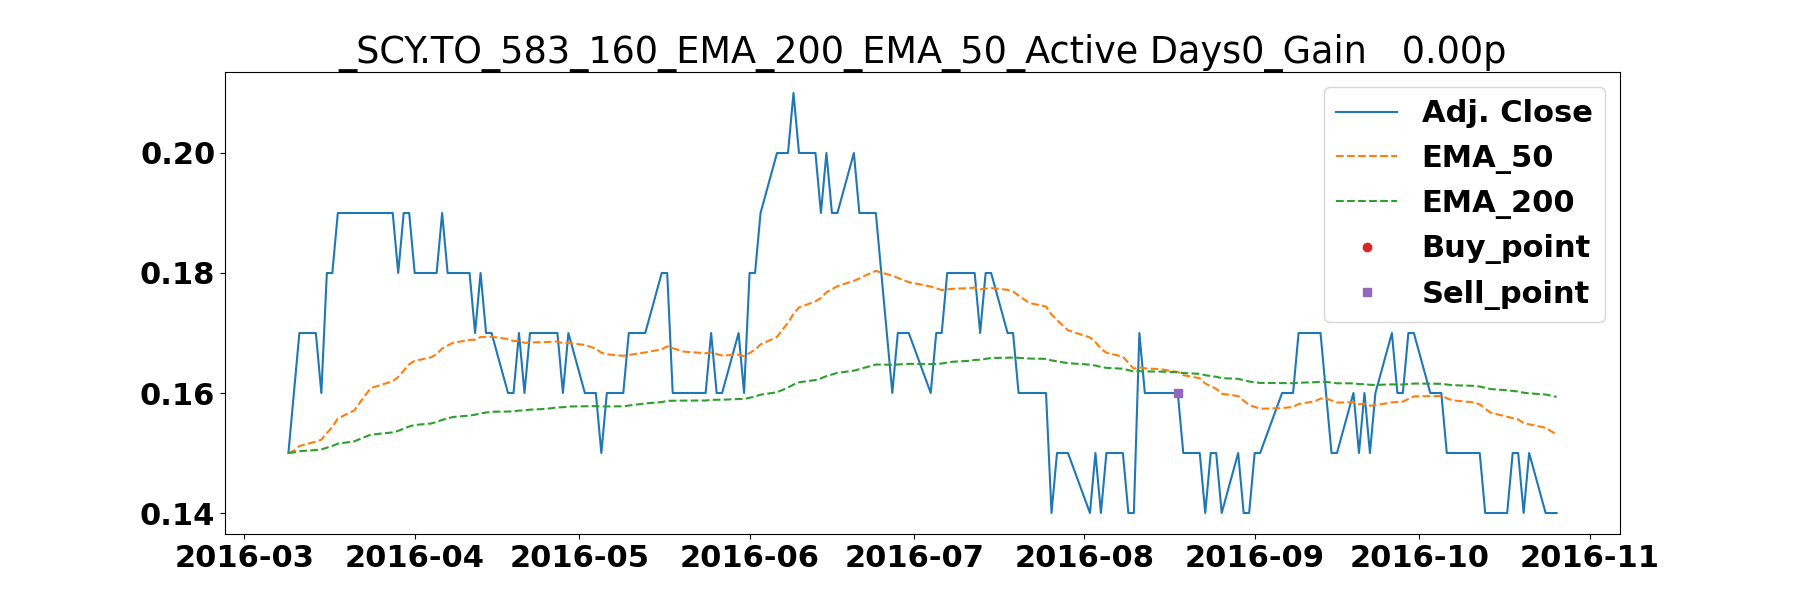 _SCY.TO_583_160_EMA_200_EMA_50_Active Days0_Gain   0.00p
Adj. Close
EMA_50
EMA_200
Buy_point
Sell_point
0.20
0.18
0.16
0.14
2016-03 2016-04 2016-05 2016-06 2016-07 2016-08 2016-09 2016-10 2016-11